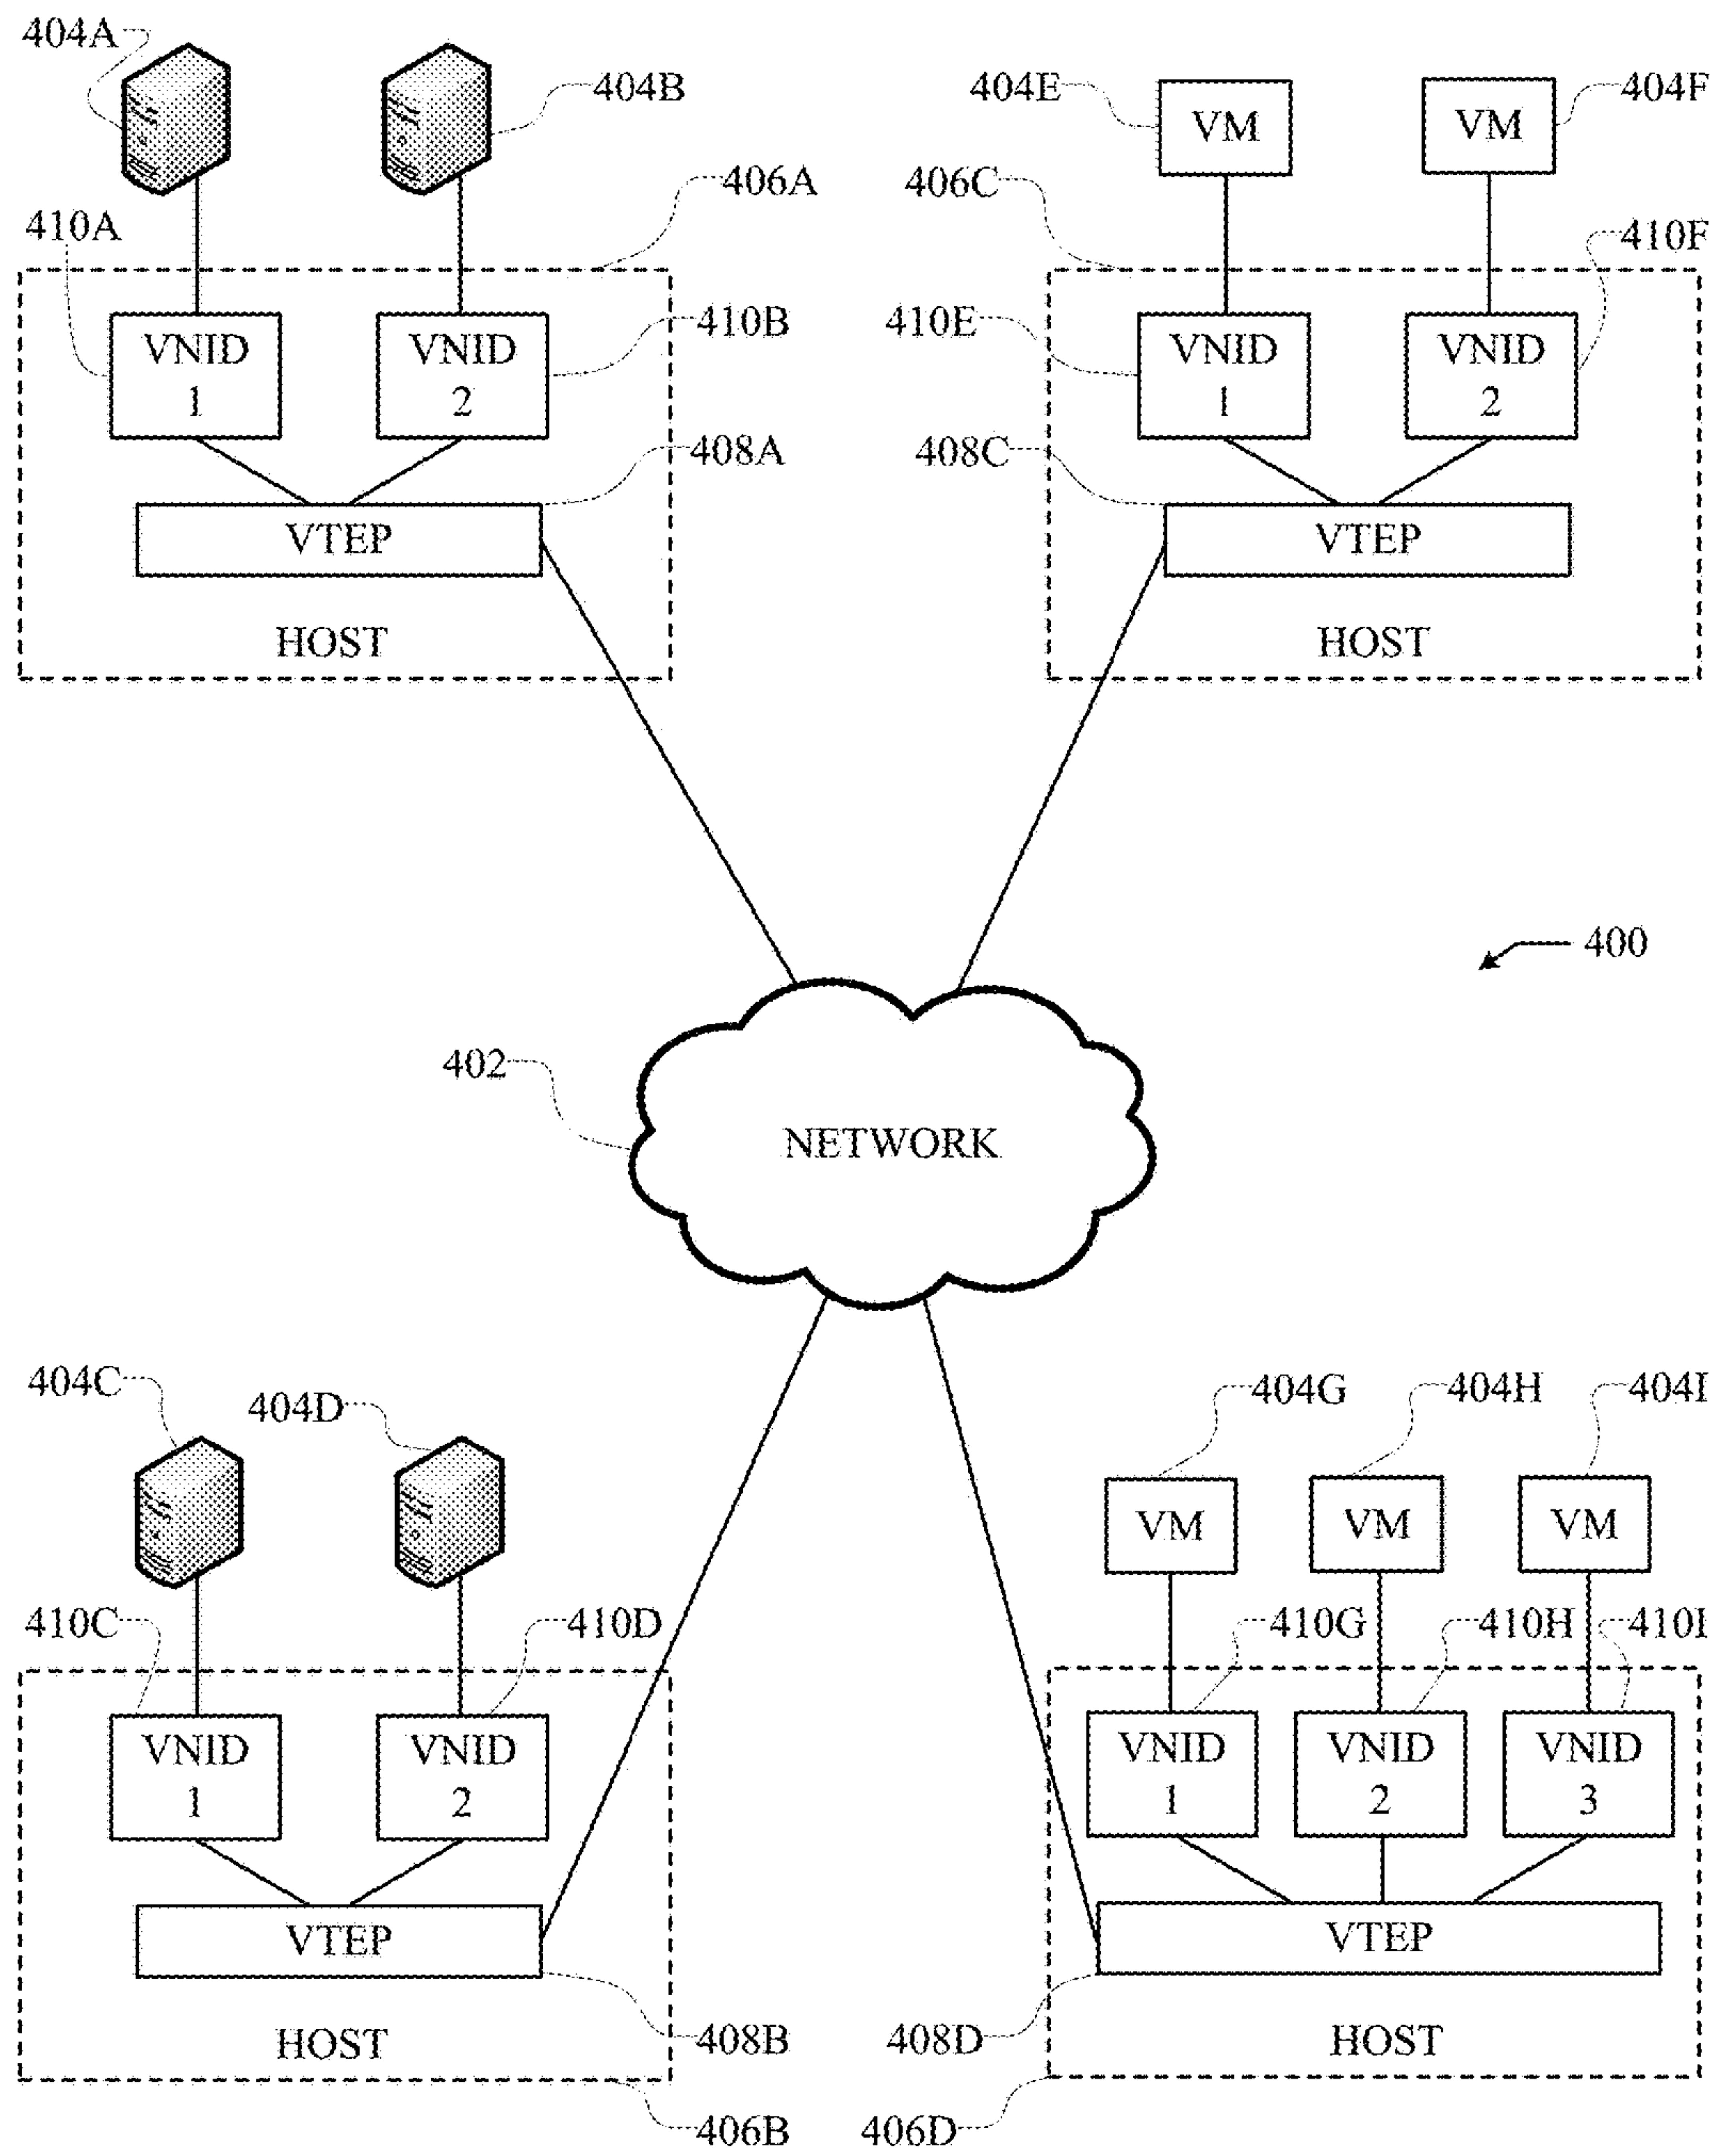 404A
404B
404E
VM
404F
VM
406A
406C
410A
410F
VNID
1
VNID
2
410B
410E
VNID
1
VNID
2
408A
408C
VTEP
VTEP
HOST
HOST
400
402
NETWORK
404C
404D
404G
404H
404I
VM
VM
VM
410C
410D
410G
410H
410I
VNID
1
VNID
2
VNID
1
VNID
2
VNID
3
VTEP
VTEP
HOST
408B
408D
HOST
406B
406D